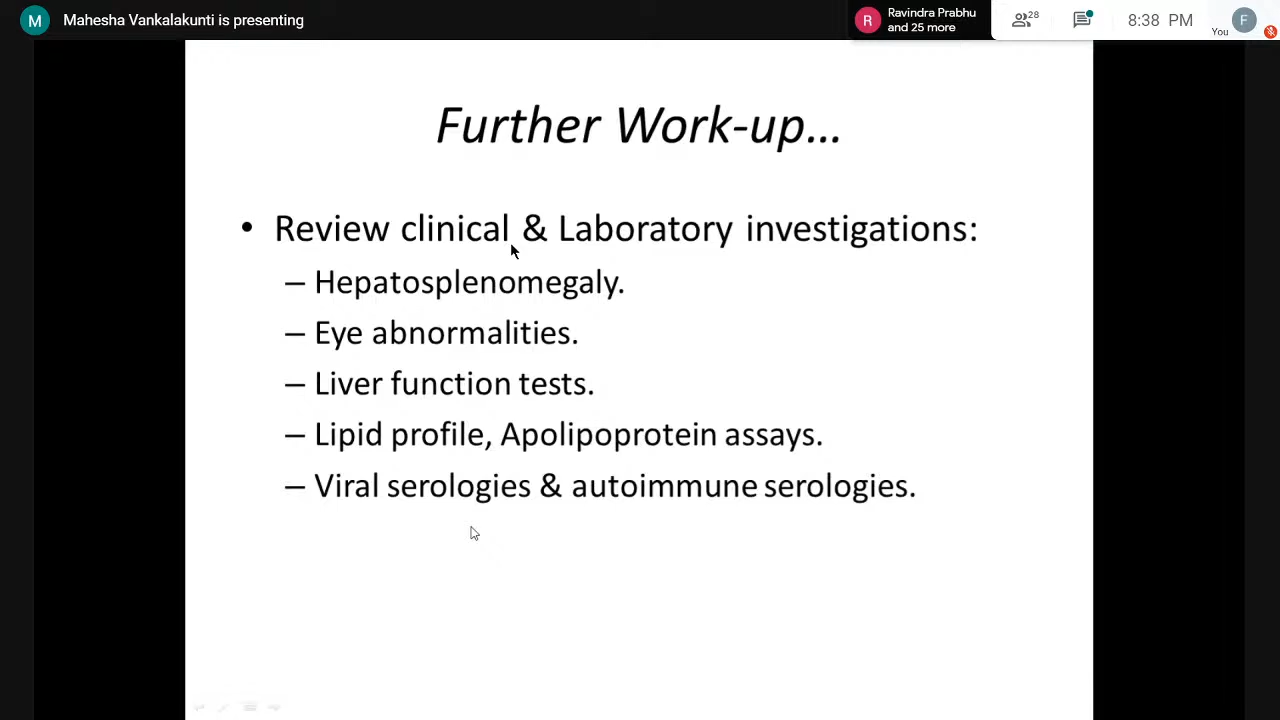 M Mahesha Vankalakunti is presenting
R Ravindra Prabhu
and 25 more
28
8:38 PM
You
F
Further Work-up...
• Review clinical & Laboratory investigations:
– Hepatosplenomegaly.
– Eye abnormalities.
– Liver function tests.
– Lipid profile, Apolipoprotein assays.
– Viral serologies & autoimmune serologies.